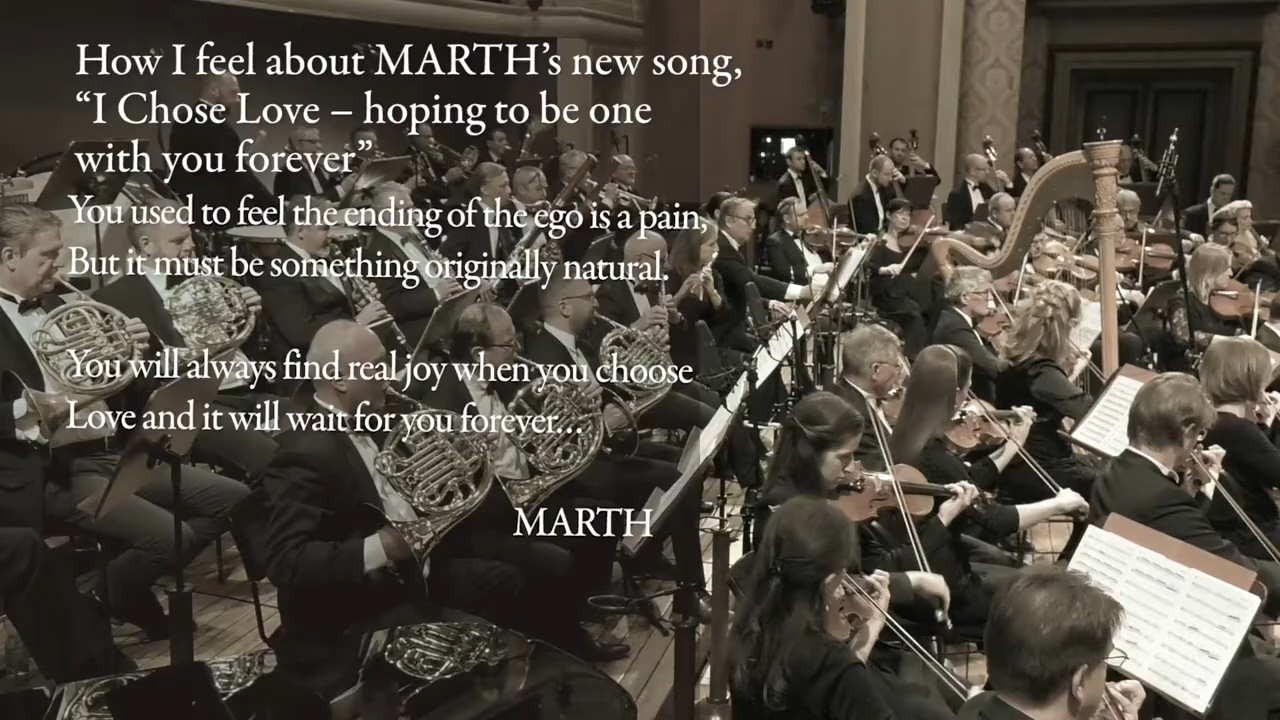 How I feel about MARTH’s new song,
“I Chose Love – hoping to be one
with you forever”
You used to feel the ending of the ego is a pain,
But it must be something originally natural.
You will always find real joy when you choose
Love and it will wait for you forever...
MARTH